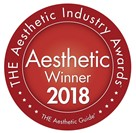 THE Aesthetic Industry Awards
Aesthetic
Winner
2018
THE Aesthetic Guide®